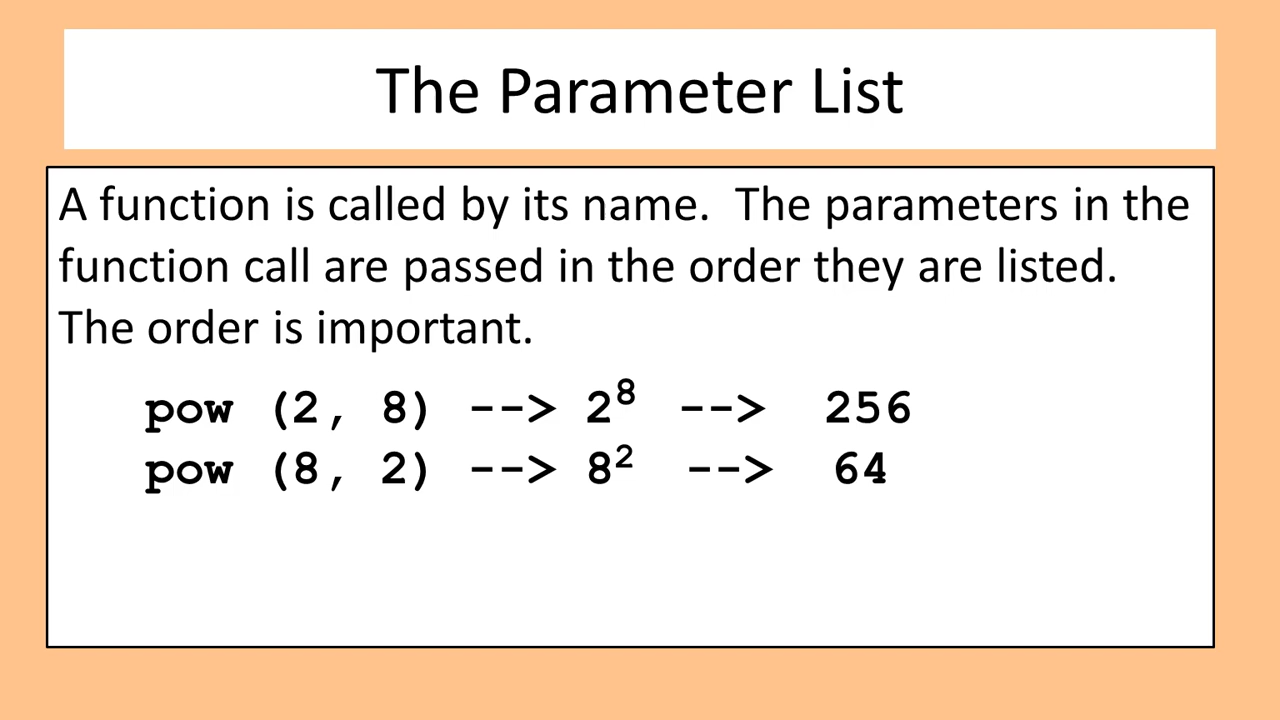 The Parameter List
A function is called by its name.  The parameters in the
function call are passed in the order they are listed.
The order is important.
pow (2, 8) --> 2⁸ --> 256
pow (8, 2) --> 8² --> 64